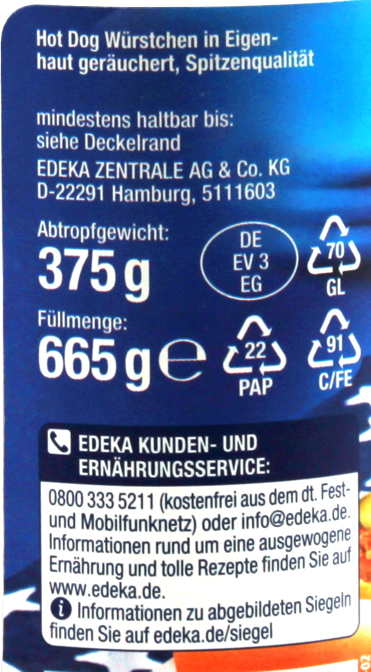 Hot Dog Würstchen in Eigen-
haut geräuchert, Spitzenqualität
mindestens haltbar bis:
siehe Deckelrand
EDEKA ZENTRALE AG & Co. KG
D-22291 Hamburg, 5111603
Abtropfgewicht:
375 g
DE
EV 3
EG
70
GL
Füllmenge:
665 g e
22
PAP
91
C/FE
EDEKA KUNDEN- UND
ERNÄHRUNGSSERVICE:
0800 333 5211 (kostenfrei aus dem dt. Fest-
und Mobilfunknetz) oder info@edeka.de.
Informationen rund um eine ausgewogene
Ernährung und tolle Rezepte finden Sie auf
www.edeka.de.
i Informationen zu abgebildeten Siegeln
finden Sie auf edeka.de/siegel